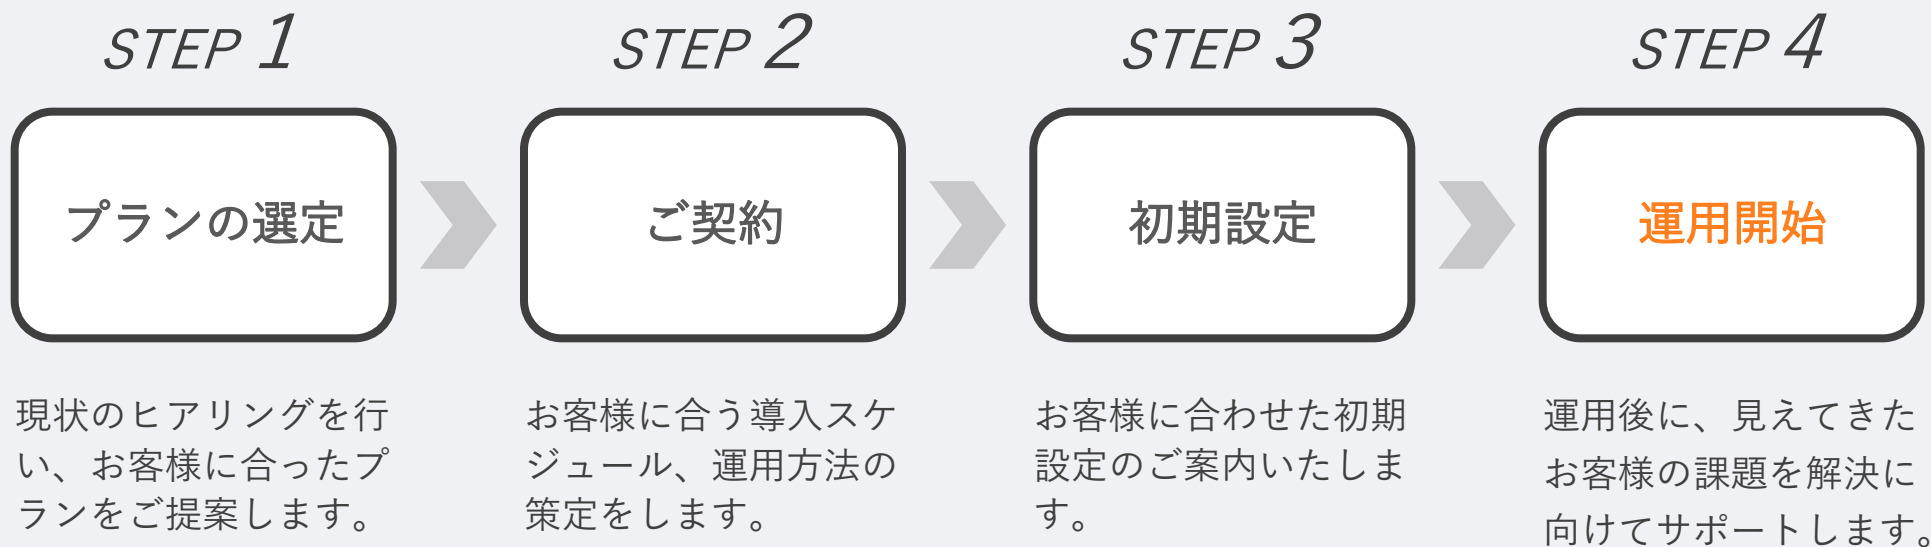 STEP 1
プランの選定
現状のヒアリングを行
い、お客様に合ったプ
ランをご提案します。
STEP 2
ご契約
お客様に合う導入スケ
ジュール、運用方法の
策定をします。
STEP 3
初期設定
お客様に合わせた初期
設定のご案内いたしま
す。
STEP 4
運用開始
運用後に、見えてきた
お客様の課題を解決に
向けてサポートします。